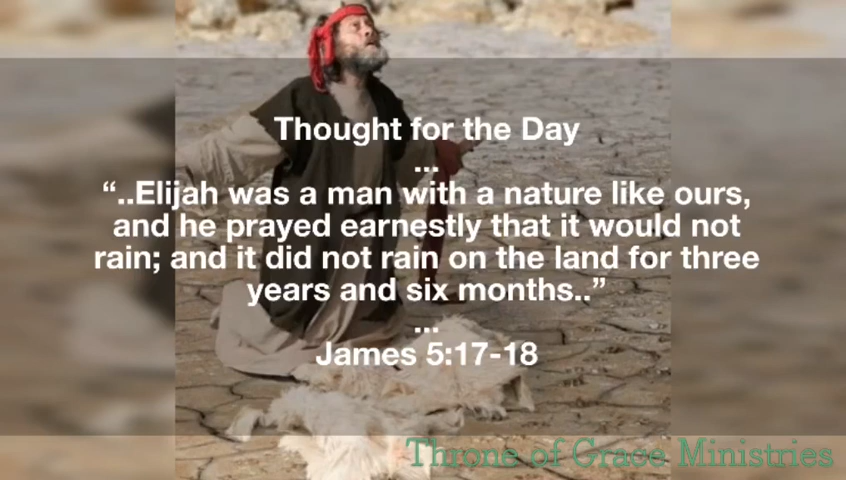 Thought for the Day
...
“..Elijah was a man with a nature like ours,
and he prayed earnestly that it would not
rain; and it did not rain on the land for three
years and six months..”
...
James 5:17-18
Throne of Grace Ministries